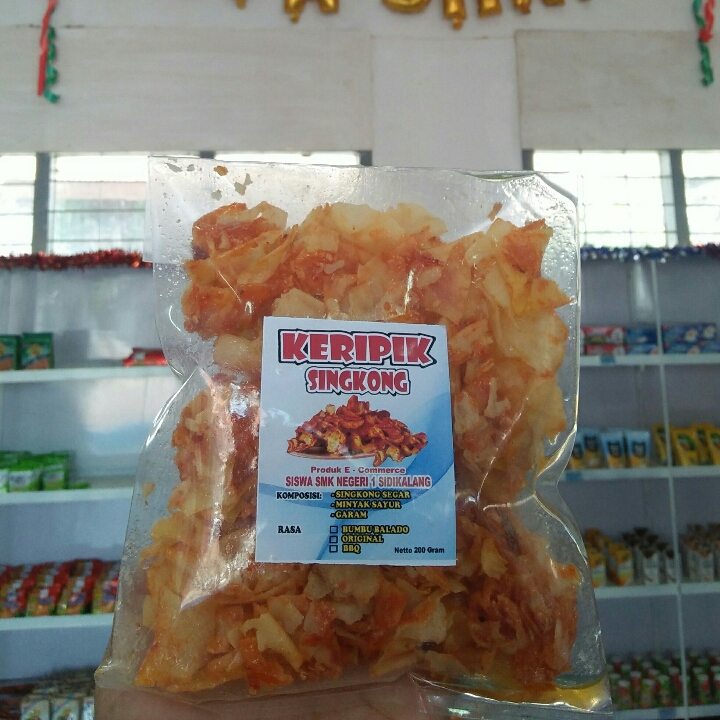 KERIPIK
SINGKONG
Produk E - Commerce
SISWA SMK NEGERI 1 SIDIKALANG
KOMPOSISI: - SINGKONG SEGAR
- MINYAK SAYUR
- GARAM
RASA BUMBU BALADO
ORIGINAL
BBQ
Netto 200 Gram